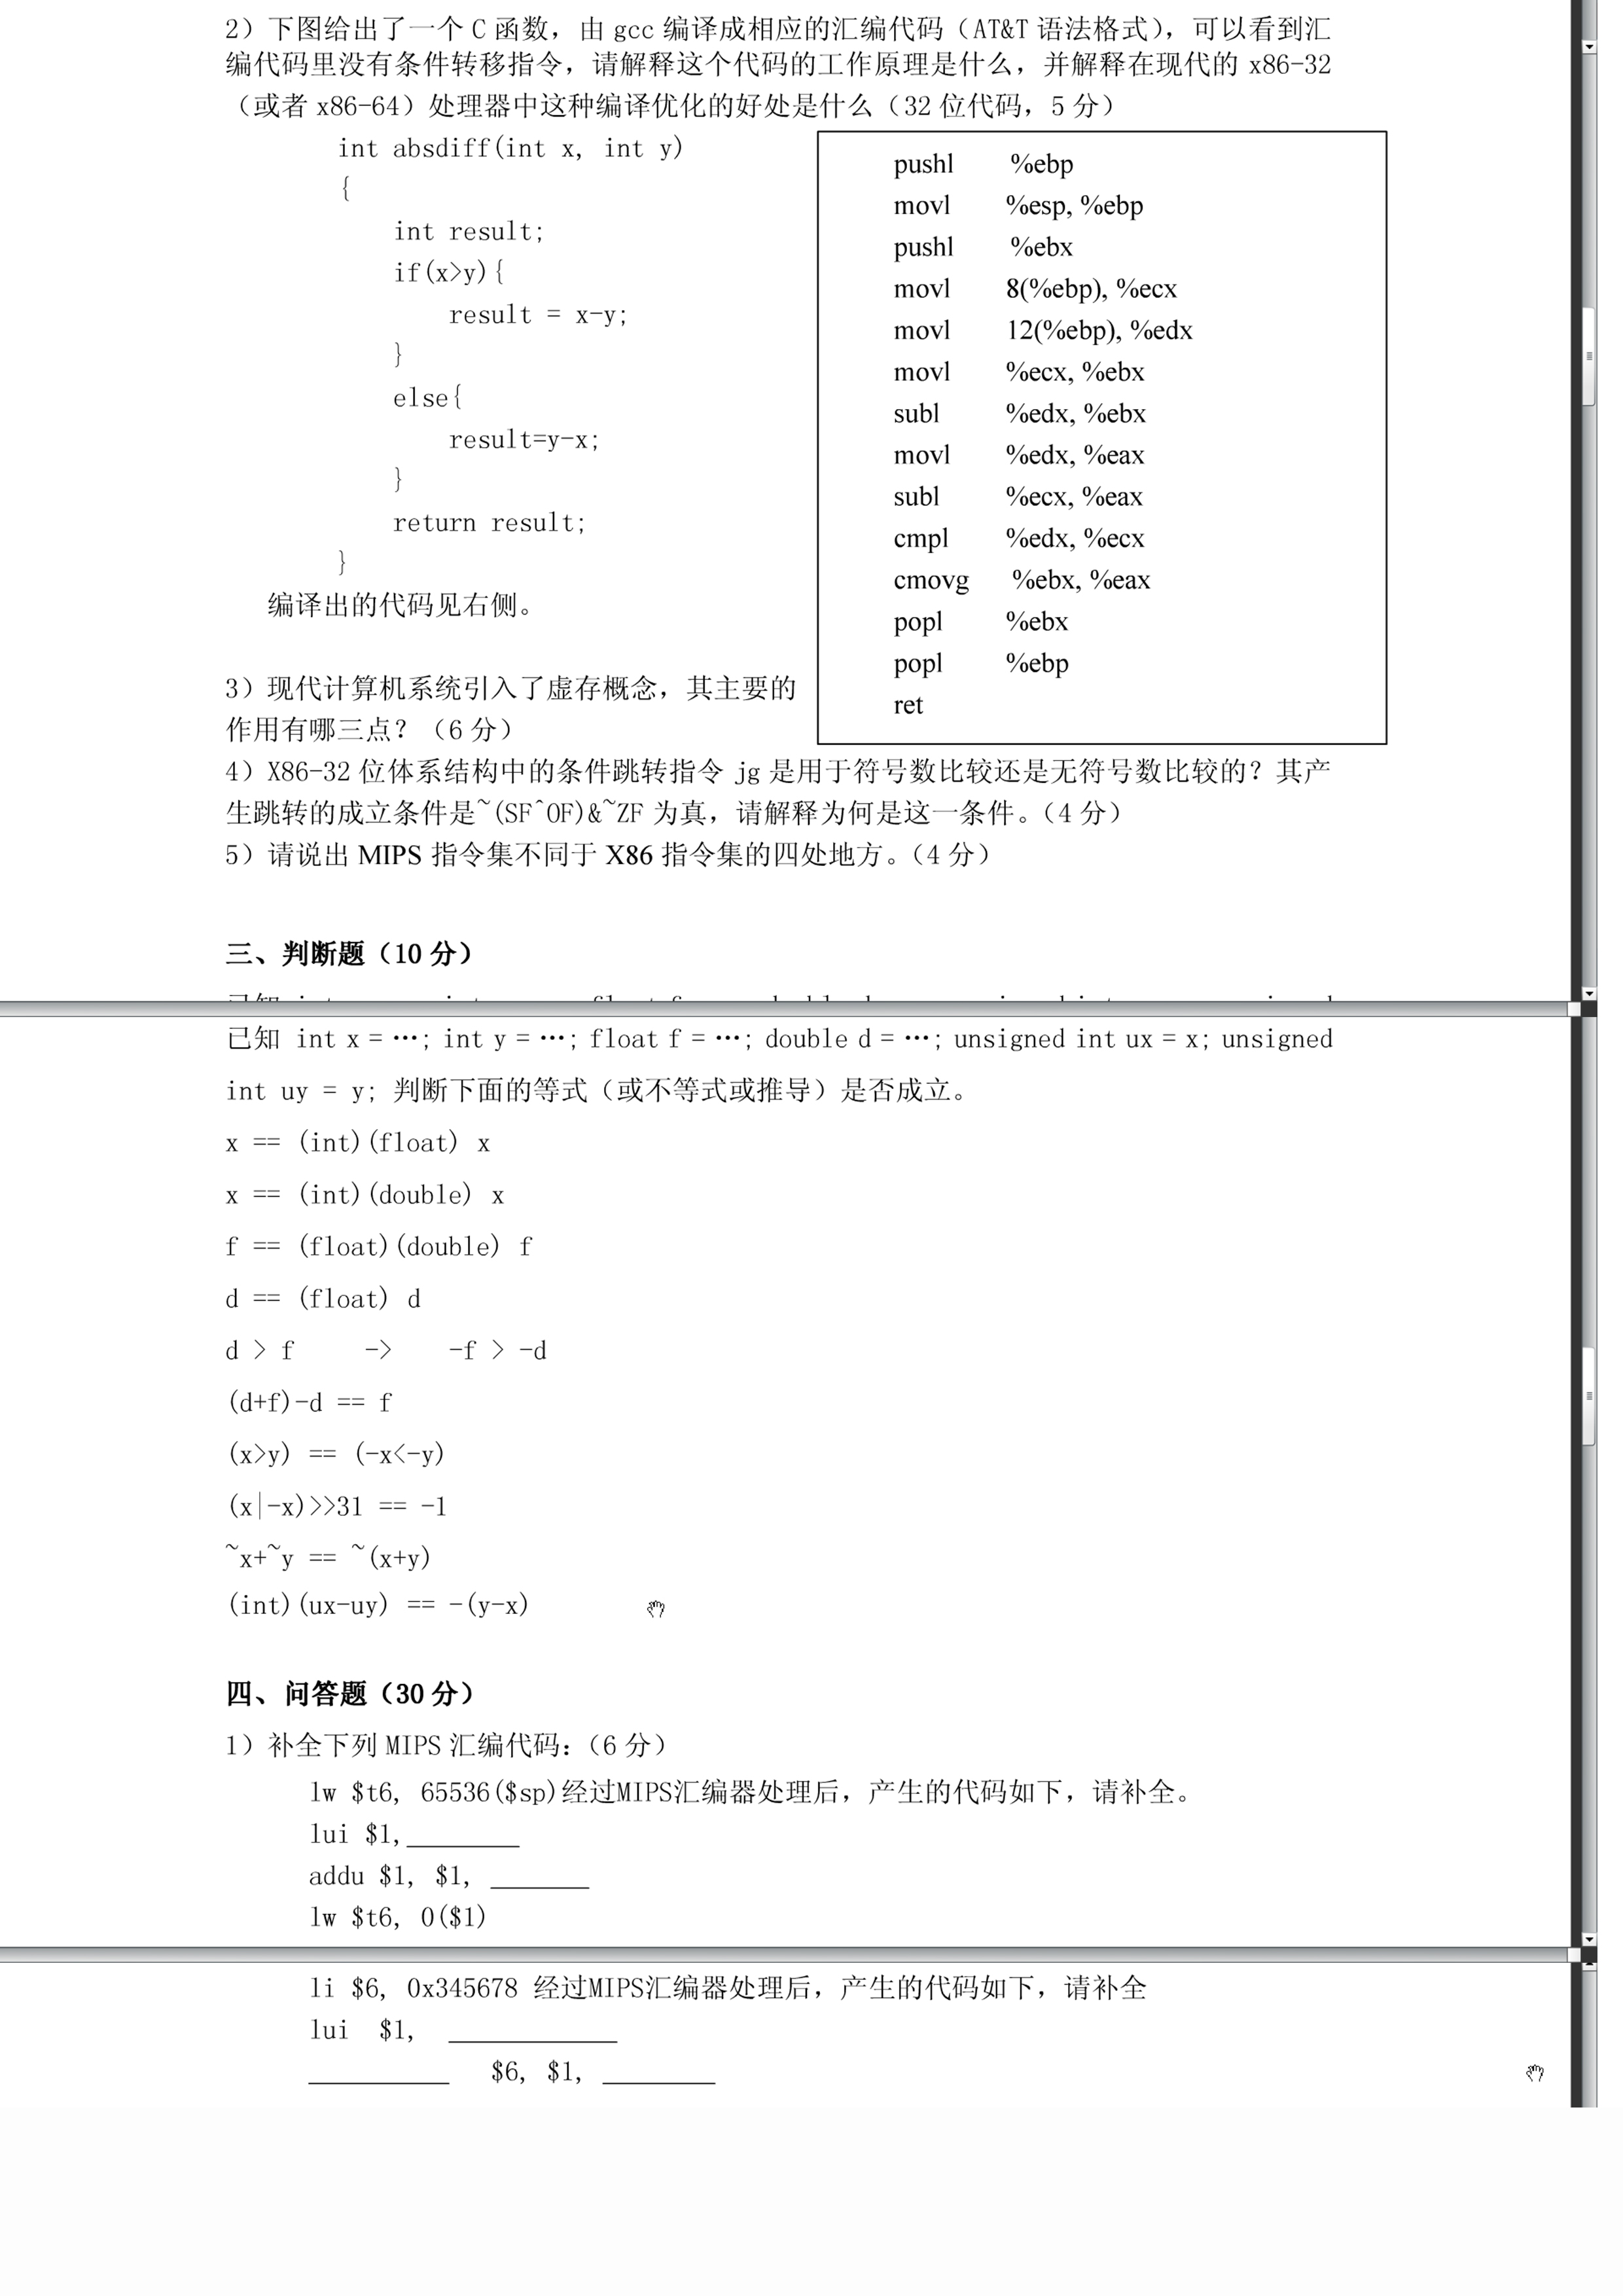 2）下图给出了一个 C 函数，由 gcc 编译成相应的汇编代码（AT&T 语法格式），可以看到汇
编代码里没有条件转移指令，请解释这个代码的工作原理是什么，并解释在现代的 x86-32
（或者 x86-64）处理器中这种编译优化的好处是什么（32 位代码，5 分）
int absdiff(int x, int y)
{
int result;
if(x>y){
result = x-y;
}
else{
result=y-x;
}
return result;
}
编译出的代码见右侧。
pushl %ebp
movl %esp, %ebp
pushl %ebx
movl 8(%ebp), %ecx
movl 12(%ebp), %edx
movl %ecx, %ebx
subl %edx, %ebx
movl %edx, %eax
subl %ecx, %eax
cmpl %edx, %ecx
cmovg %ebx, %eax
popl %ebx
popl %ebp
ret
3）现代计算机系统引入了虚存概念，其主要的
作用有哪三点？（6 分）
4）X86-32 位体系结构中的条件跳转指令 jg 是用于符号数比较还是无符号数比较的？其产
生跳转的成立条件是~(SF^OF)&~ZF 为真，请解释为何是这一条件。（4 分）
5）请说出 MIPS 指令集不同于 X86 指令集的四处地方。（4 分）
三、判断题（10 分）
已知 int x = …; int y = …; float f = …; double d = …; unsigned int ux = x; unsigned
int uy = y; 判断下面的等式（或不等式或推导）是否成立。
x == (int)(float) x
x == (int)(double) x
f == (float)(double) f
d == (float) d
d > f -> -f > -d
(d+f)-d == f
(x>y) == (-x<-y)
(x|-x)>>31 == -1
~x+~y == ~(x+y)
(int)(ux-uy) == -(y-x)
四、问答题（30 分）
1）补全下列 MIPS 汇编代码：（6 分）
lw $t6, 65536($sp)经过MIPS汇编器处理后，产生的代码如下，请补全。
lui $1,________
addu $1, $1, _______
lw $t6, 0($1)
li $6, 0x345678 经过MIPS汇编器处理后，产生的代码如下，请补全
lui $1, ____________
__________ $6, $1, ________